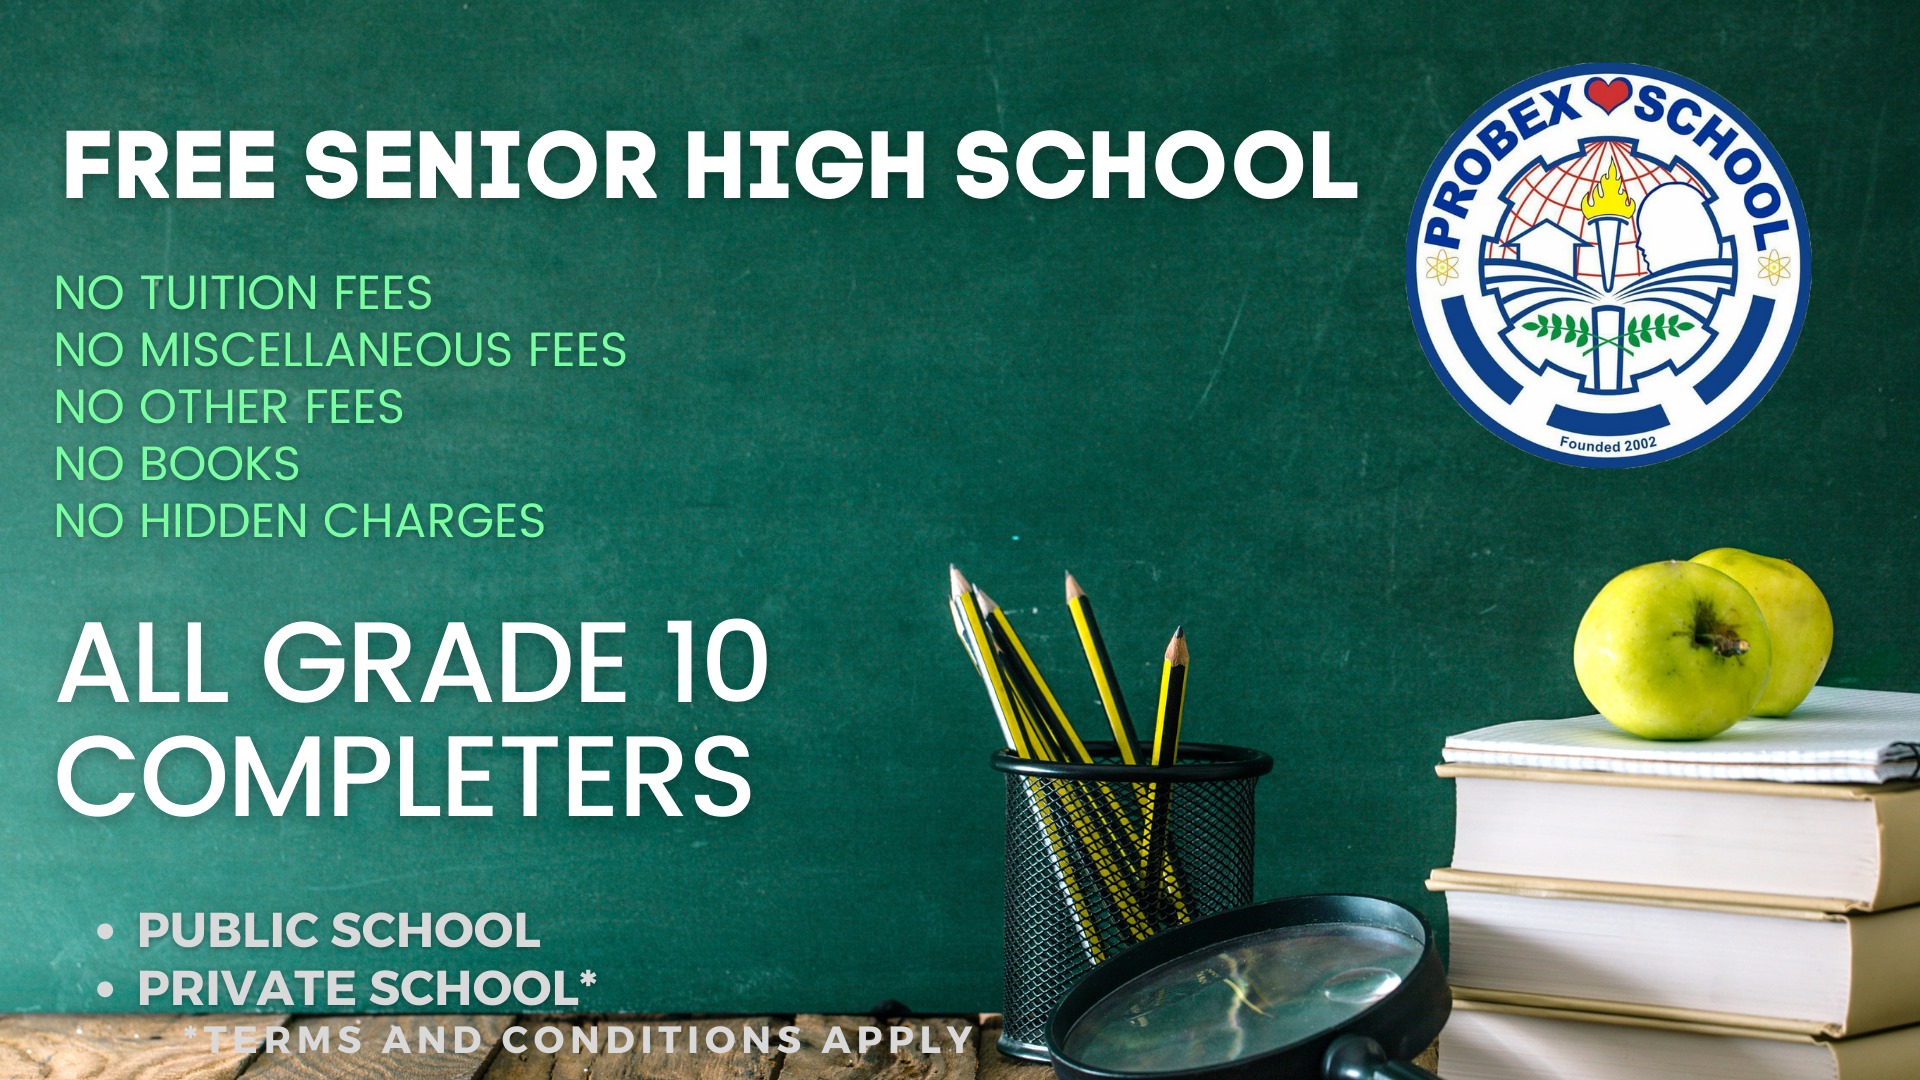 FREE SENIOR HIGH SCHOOL
PROBEX SCHOOL
Founded 2002
NO TUITION FEES
NO MISCELLANEOUS FEES
NO OTHER FEES
NO BOOKS
NO HIDDEN CHARGES
ALL GRADE 10
COMPLETERS
• PUBLIC SCHOOL
• PRIVATE SCHOOL*
*TERMS AND CONDITIONS APPLY